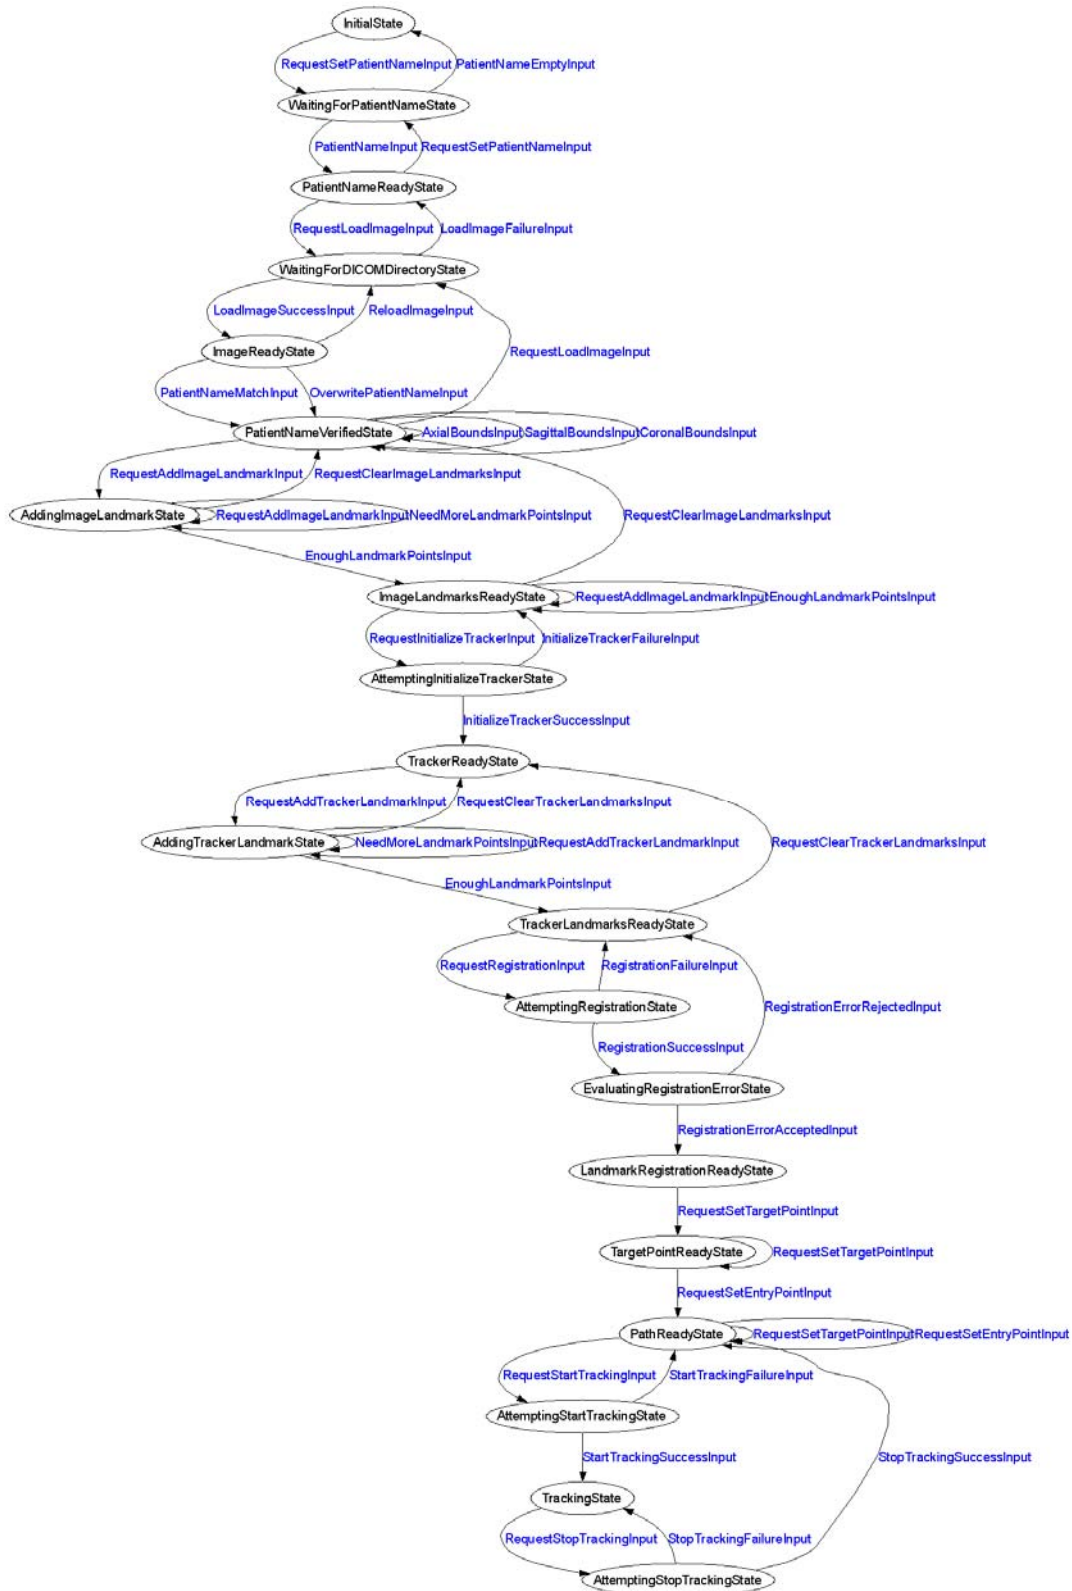 InitialState
RequestSetPatientNameInput PatientNameEmptyInput
WaitingForPatientNameState
PatientNameInput RequestSetPatientNameInput
PatientNameReadyState
RequestLoadImageInput LoadImageFailureInput
WaitingForDICOMDirectoryState
LoadImageSuccessInput ReloadImageInput
ImageReadyState RequestLoadImageInput
PatientNameMatchInput OverwritePatientNameInput
PatientNameVerifiedState AxialBoundsInput SagittalBoundsInput CoronalBoundsInput
RequestAddImageLandmarkInput RequestClearImageLandmarksInput
AddingImageLandmarkState RequestAddImageLandmarkInput NeedMoreLandmarkPointsInput RequestClearImageLandmarksInput
EnoughLandmarkPointsInput
ImageLandmarksReadyState RequestAddImageLandmarkInput EnoughLandmarkPointsInput
RequestInitializeTrackerInput InitializeTrackerFailureInput
AttemptingInitializeTrackerState
InitializeTrackerSuccessInput
TrackerReadyState
RequestAddTrackerLandmarkInput RequestClearTrackerLandmarksInput
AddingTrackerLandmarkState NeedMoreLandmarkPointsInput RequestAddTrackerLandmarkInput RequestClearTrackerLandmarksInput
EnoughLandmarkPointsInput
TrackerLandmarksReadyState
RequestRegistrationInput RegistrationFailureInput
AttemptingRegistrationState RegistrationErrorRejectedInput
RegistrationSuccessInput
EvaluatingRegistrationErrorState
RegistrationErrorAcceptedInput
LandmarkRegistrationReadyState
RequestSetTargetPointInput
TargetPointReadyState RequestSetTargetPointInput
RequestSetEntryPointInput
PathReadyState RequestSetTargetPointInput RequestSetEntryPointInput
RequestStartTrackingInput StartTrackingFailureInput
AttemptingStartTrackingState
StartTrackingSuccessInput StopTrackingSuccessInput
TrackingState
RequestStopTrackingInput StopTrackingFailureInput
AttemptingStopTrackingState